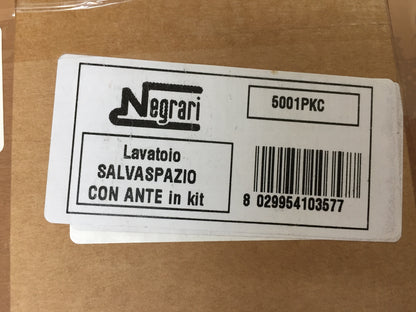 Negrari
5001PKC
Lavatoio
SALVASPAZIO
CON ANTE in kit
8 029954103577